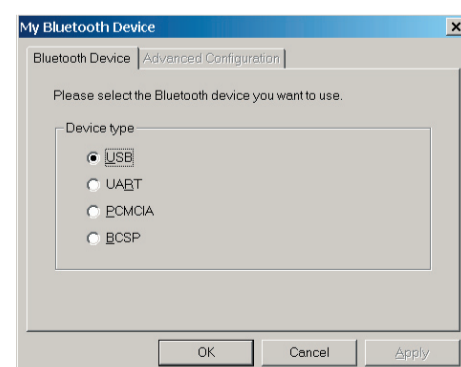 My Bluetooth Device
Bluetooth Device Advanced Configuration
Please select the Bluetooth device you want to use.
Device type
USB
UART
PCMCIA
BCSP
OK Cancel Apply